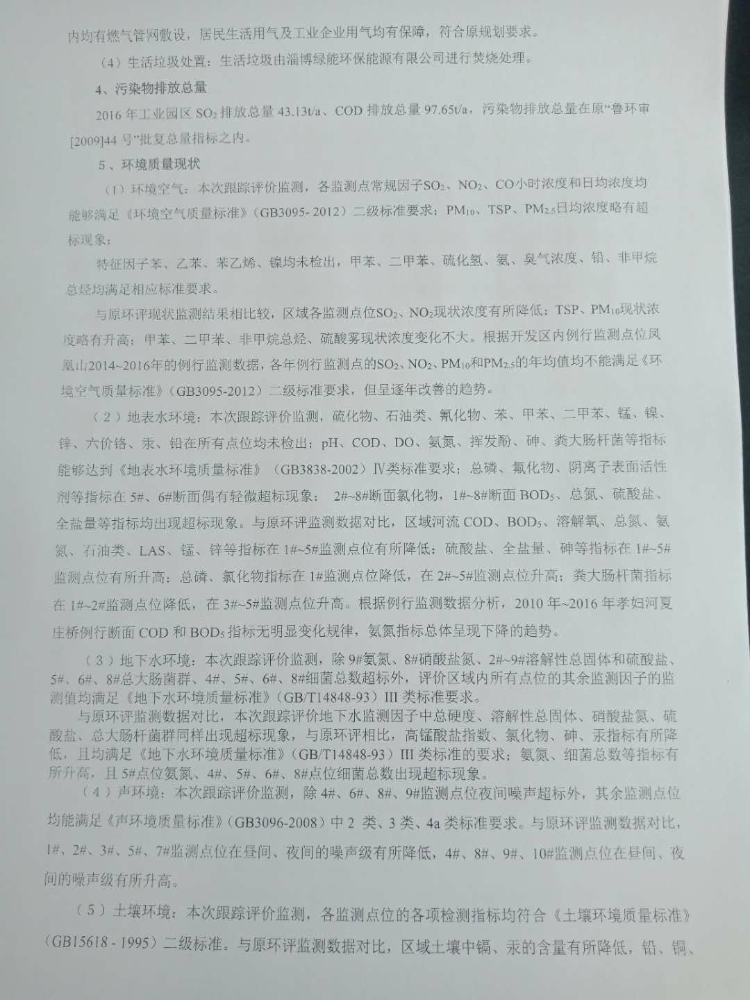 内均有燃气管网敷设，居民生活用气及工业企业用气均有保障，符合原规划要求。
（4）生活垃圾处置：生活垃圾由淄博绿能环保能源有限公司进行焚烧处理。
4、污染物排放总量
2016 年工业园区 SO₂排放总量 43.13t/a、COD 排放总量 97.65t/a，污染物排放总量在原“鲁环审
[2009]44 号”批复总量指标之内。
5、环境质量现状
（1）环境空气：本次跟踪评价监测，各监测点常规因子SO₂、NO₂、CO小时浓度和日均浓度均
能够满足《环境空气质量标准》（GB3095- 2012）二级标准要求；PM₁₀、TSP、PM₂.₅日均浓度略有超
标现象；
特征因子苯、乙苯、苯乙烯、镍均未检出，甲苯、二甲苯、硫化氢、氨、臭气浓度、铅、非甲烷
总烃均满足相应标准要求。
与原环评现状监测结果相比较，区域各监测点位SO₂、NO₂现状浓度有所降低；TSP、PM₁₀现状浓
度略有升高；甲苯、二甲苯、非甲烷总烃、硫酸雾现状浓度变化不大。根据开发区内例行监测点位凤
凰山2014~2016年的例行监测数据，各年例行监测点的SO₂、NO₂、PM₁₀和PM₂.₅的年均值均不能满足《环
境空气质量标准》（GB3095-2012）二级标准要求，但呈逐年改善的趋势。
（2）地表水环境：本次跟踪评价监测，硫化物、石油类、氰化物、苯、甲苯、二甲苯、锰、镍、
锌、六价铬、汞、铅在所有点位均未检出；pH、COD、DO、氨氮、挥发酚、砷、粪大肠杆菌等指标
能够达到《地表水环境质量标准》（GB3838-2002）Ⅳ类标准要求；总磷、氟化物、阴离子表面活性
剂等指标在 5#、6#断面偶有轻微超标现象； 2#~8#断面氯化物，1#~8#断面 BOD₅、总氮、硫酸盐、
全盐量等指标均出现超标现象。与原环评监测数据对比，区域河流 COD、BOD₅、溶解氧、总氮、氨
氮、石油类、LAS、锰、锌等指标在 1#~5#监测点位有所降低；硫酸盐、全盐量、砷等指标在 1#~5#
监测点位有所升高；总磷、氯化物指标在 1#监测点位降低，在 2#~5#监测点位升高；粪大肠杆菌指标
在 1#~2#监测点位降低，在 3#~5#监测点位升高。根据例行监测数据分析，2010 年~2016 年孝妇河夏
庄桥例行断面 COD 和 BOD₅ 指标无明显变化规律，氨氮指标总体呈现下降的趋势。
（3）地下水环境：本次跟踪评价监测，除 9#氨氮、8#硝酸盐氮、2#~9#溶解性总固体和硫酸盐、
5#、6#、8#总大肠菌群、4#、5#、6#、8#细菌总数超标外，评价区域内所有点位的其余监测因子的监
测值均满足《地下水环境质量标准》（GB/T14848-93）III 类标准要求。
与原环评监测数据对比，本次跟踪评价地下水监测因子中总硬度、溶解性总固体、硝酸盐氮、硫
酸盐、总大肠杆菌群同样出现超标现象，与原环评相比，高锰酸盐指数、氯化物、砷、汞指标有所降
低，且均满足《地下水环境质量标准》（GB/T14848-93）III 类标准的要求；氨氮、细菌总数等指标有
所升高，且 5#点位氨氮、4#、5#、6#、8#点位细菌总数出现超标现象。
（4）声环境：本次跟踪评价监测，除 4#、6#、8#、9#监测点位夜间噪声超标外，其余监测点位
均能满足《声环境质量标准》（GB3096-2008）中 2 类、3 类、4a 类标准要求。与原环评监测数据对比，
1#、2#、3#、5#、7#监测点位在昼间、夜间的噪声级有所降低，4#、8#、9#、10#监测点位在昼间、夜
间的噪声级有所升高。
（5）土壤环境：本次跟踪评价监测，各监测点位的各项检测指标均符合《土壤环境质量标准》
（GB15618 - 1995）二级标准。与原环评监测数据对比，区域土壤中镉、汞的含量有所降低，铅、铜、